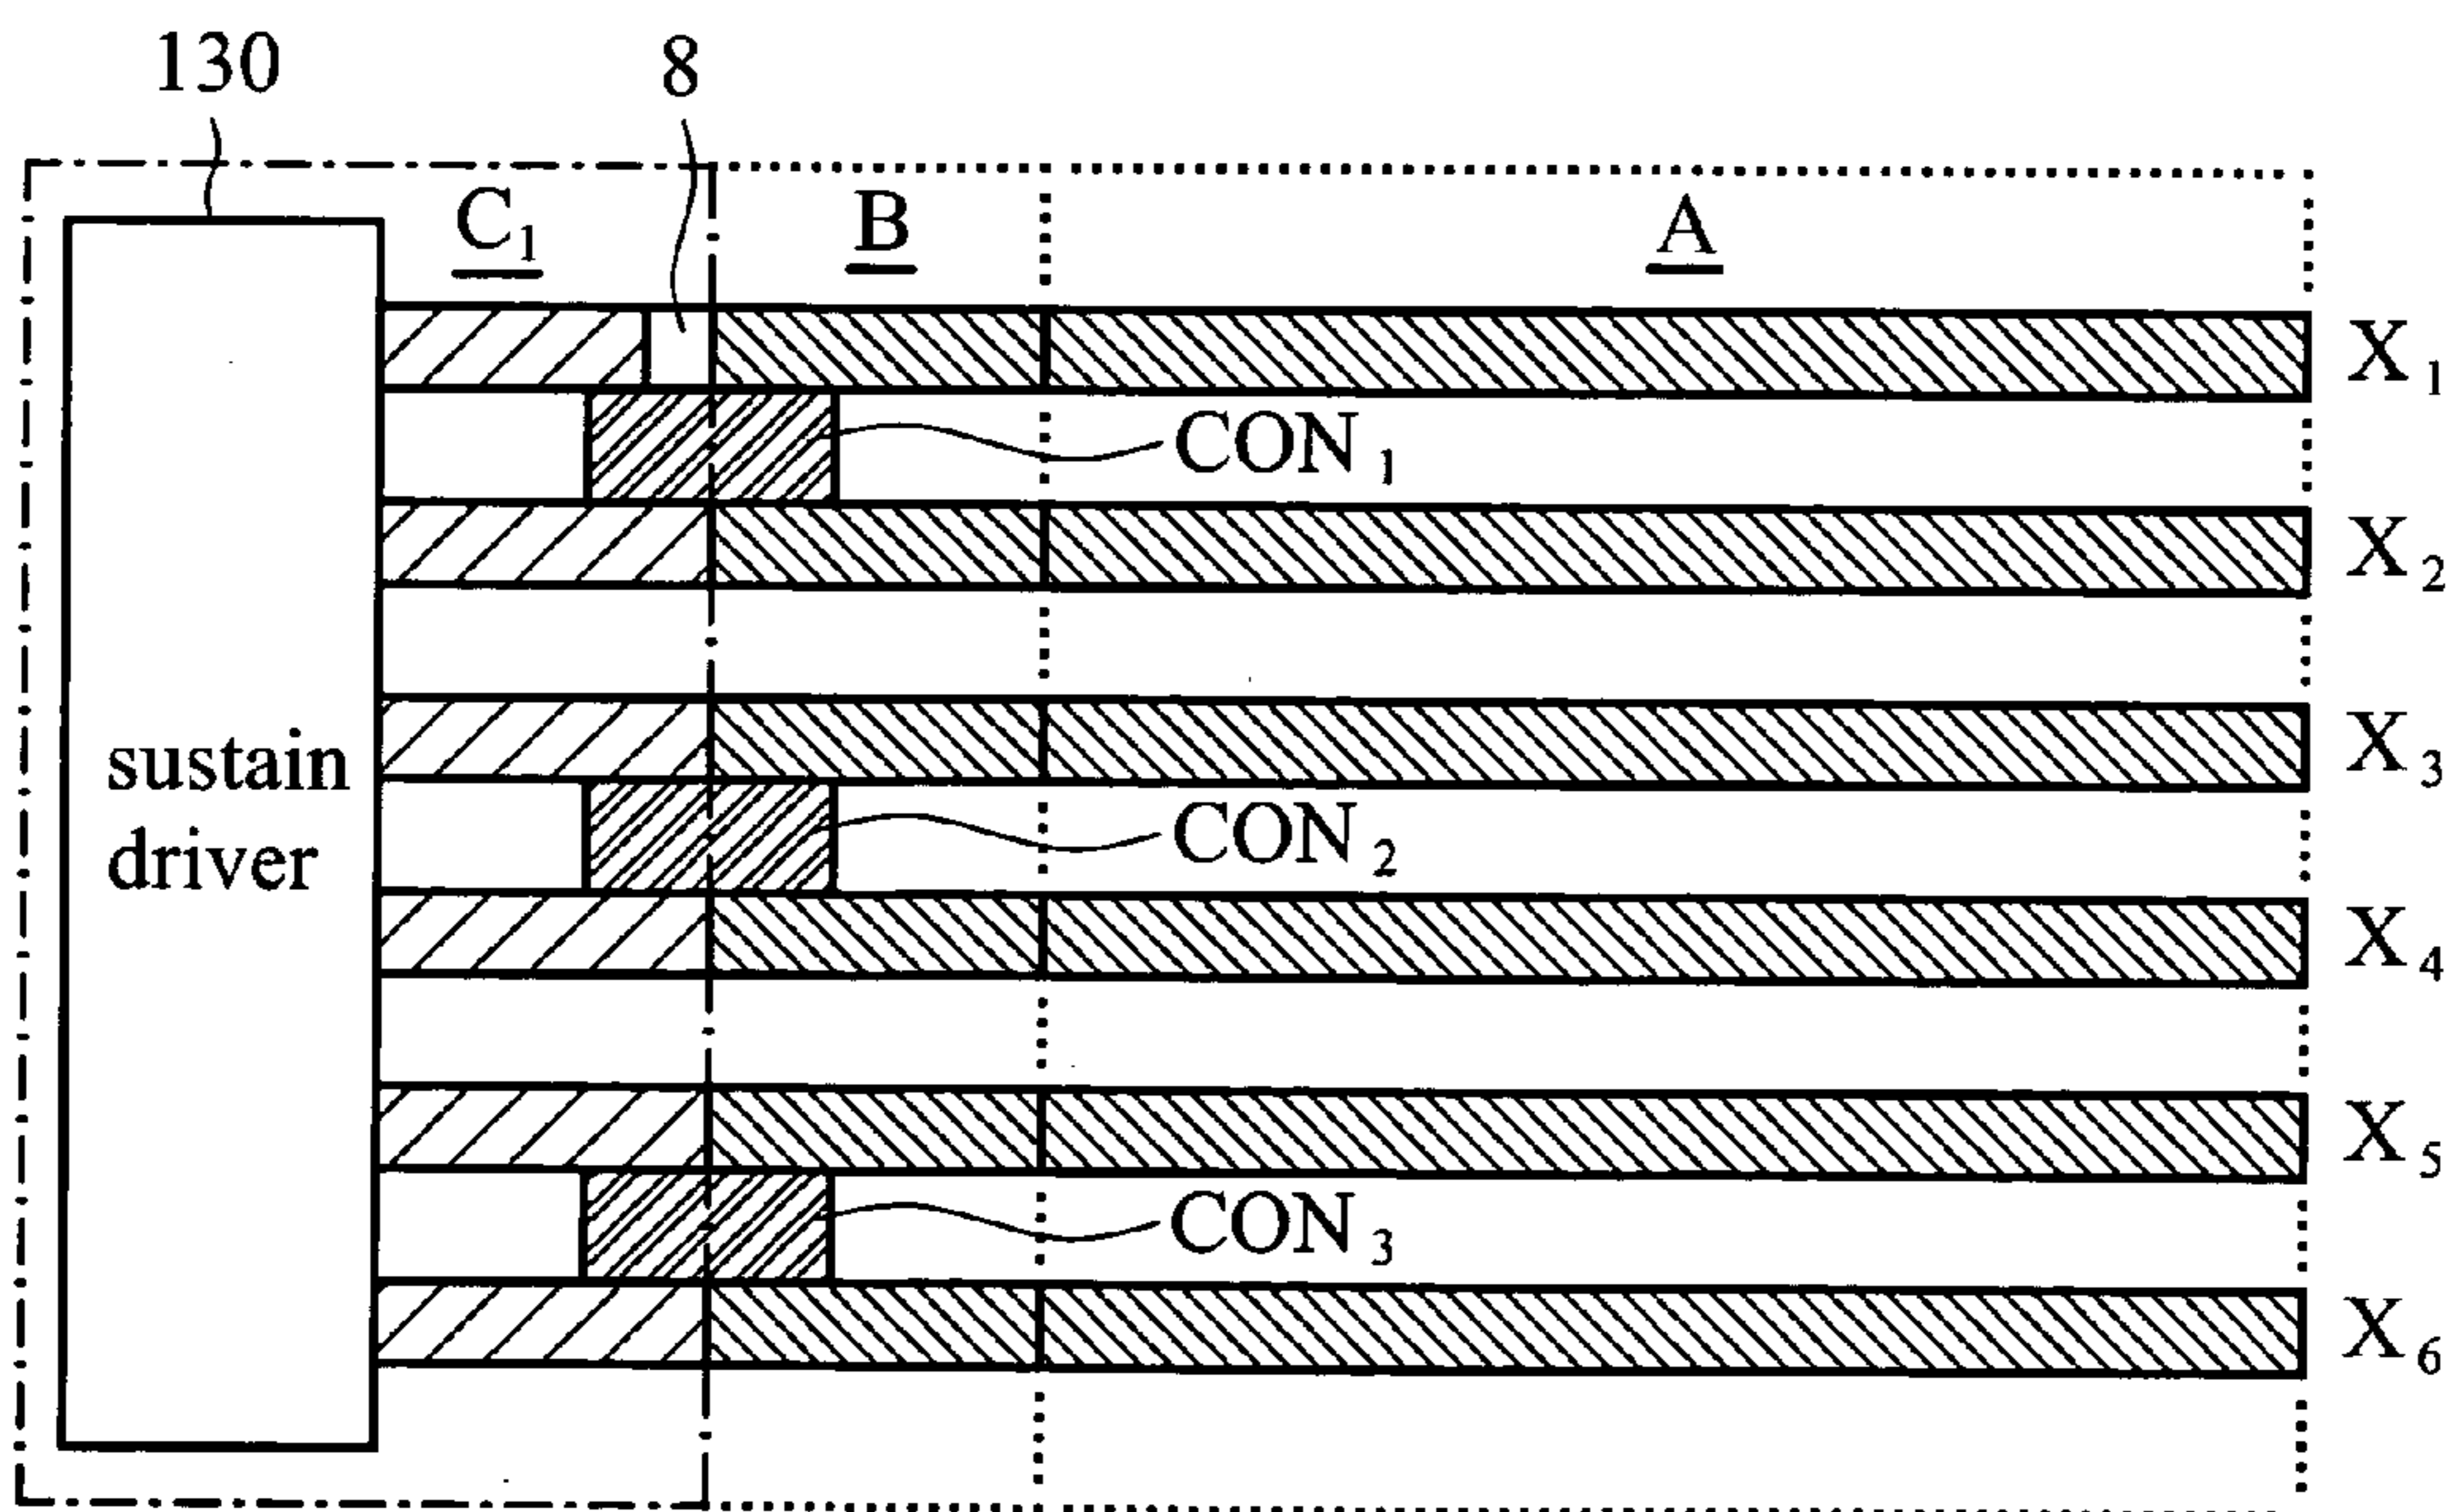 130
8
C1
B
A
X1
CON1
X2
X3
sustain
driver
CON2
X4
X5
CON3
X6